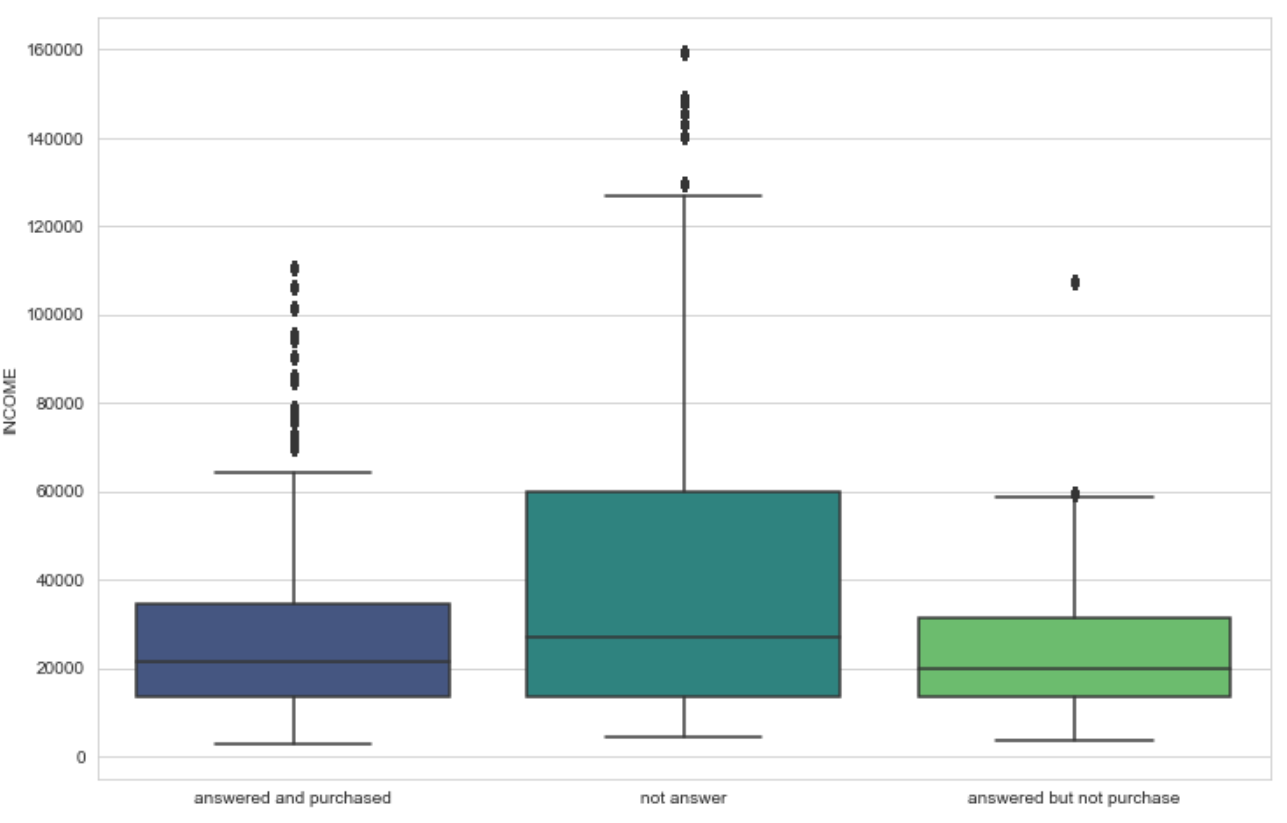 160000
140000
120000
100000
80000
60000
40000
20000
0
INCOME
answered and purchased
not answer
answered but not purchase